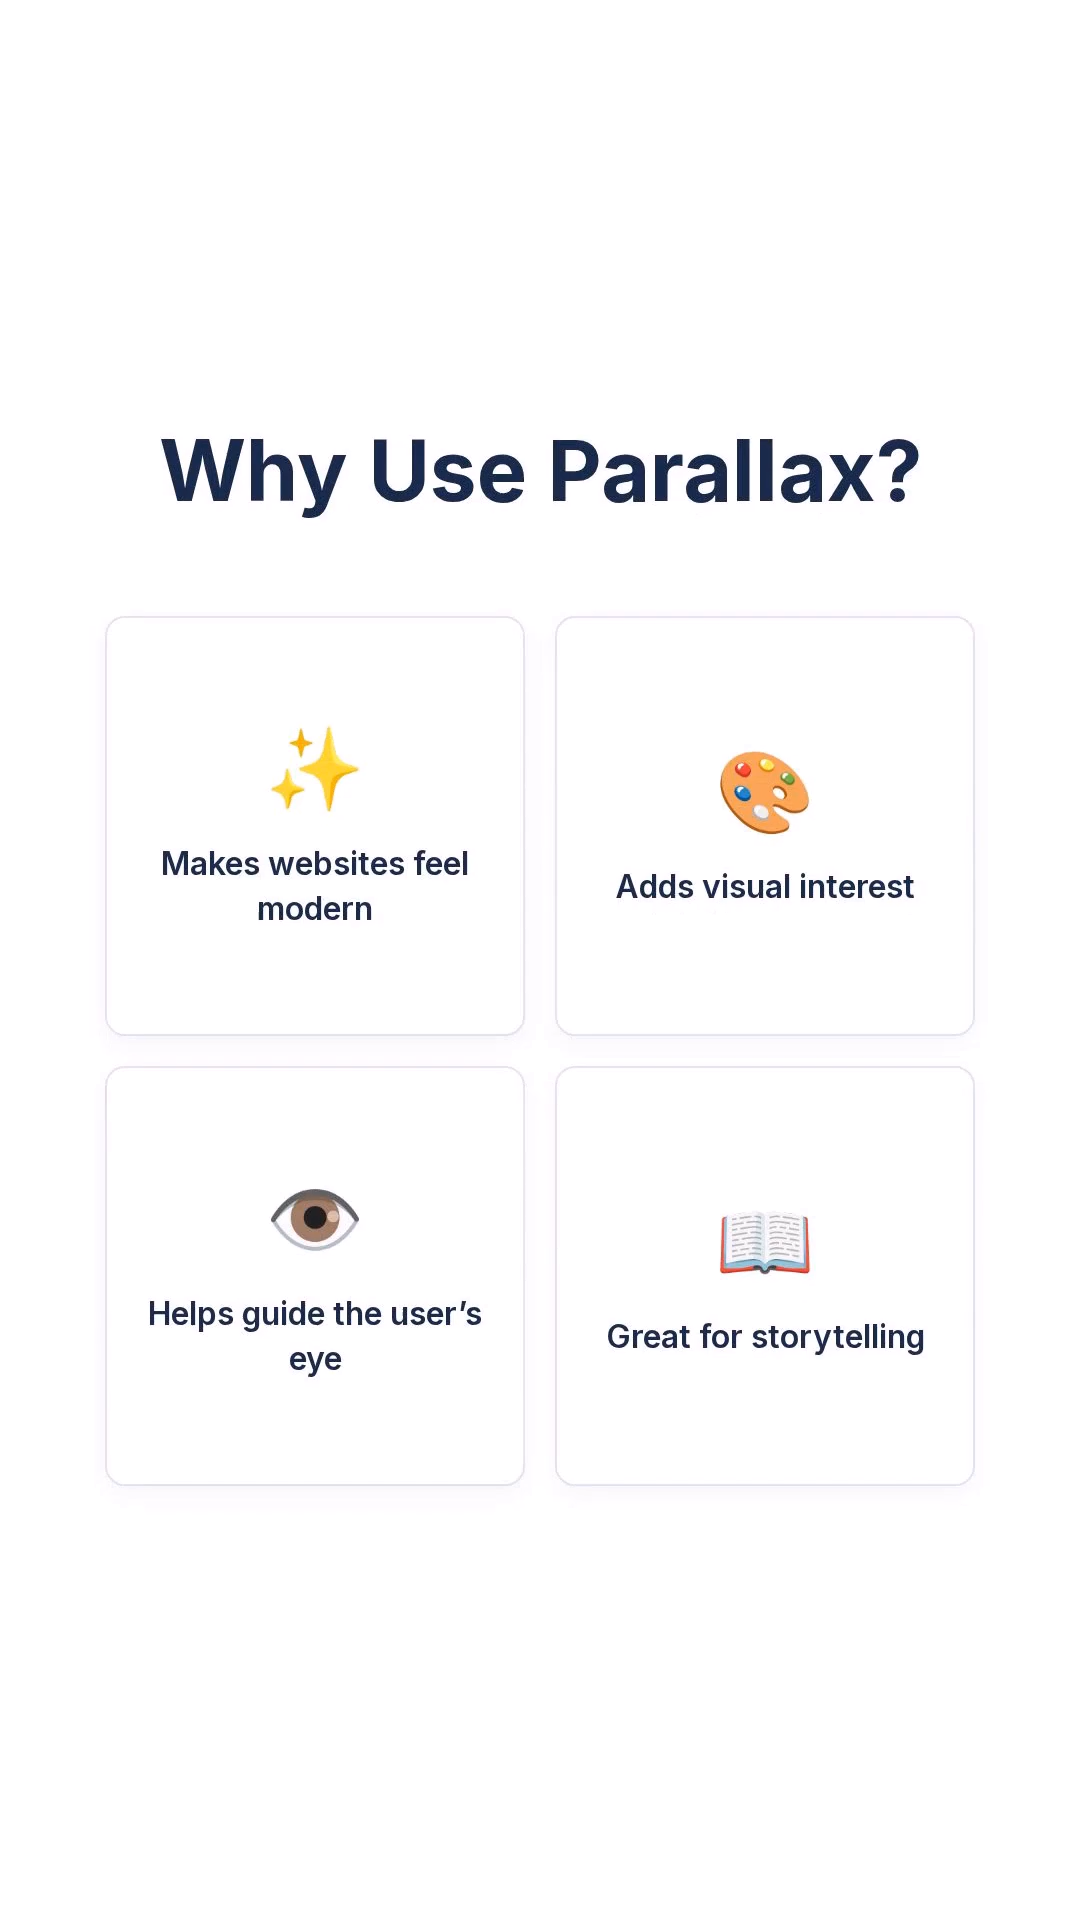 Why Use Parallax?
Makes websites feel
modern
Adds visual interest
Helps guide the user’s
eye
Great for storytelling